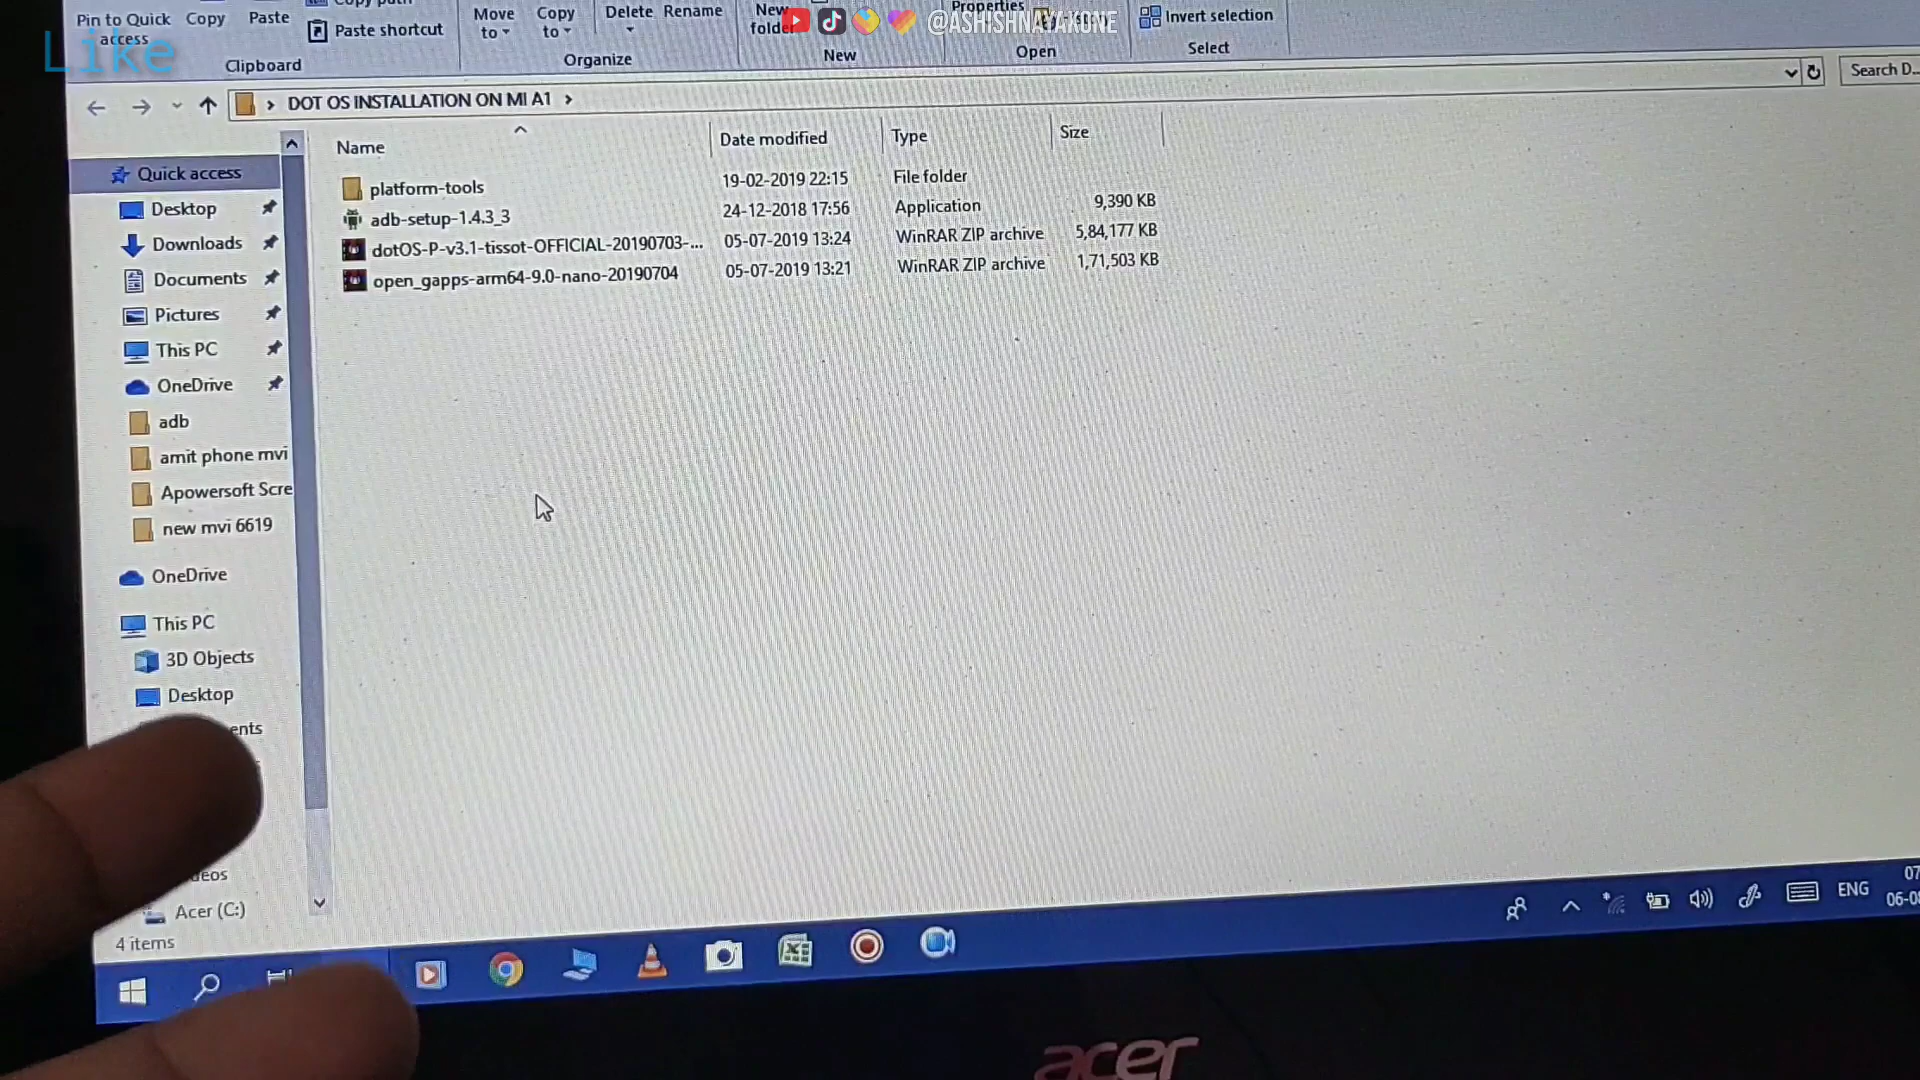 Pin to Quick access
Copy
Paste
Paste shortcut
Clipboard
Move to
Copy to
Delete
Rename
Organize
New folder
New
Properties
Open
Invert selection
Select
@ASHISHNAYAKONE
Like
DOT OS INSTALLATION ON MI A1
Search D...
Name Date modified Type Size
platform-tools 19-02-2019 22:15 File folder
adb-setup-1.4.3_3 24-12-2018 17:56 Application 9,390 KB
dotOS-P-v3.1-tissot-OFFICIAL-20190703-... 05-07-2019 13:24 WinRAR ZIP archive 5,84,177 KB
open_gapps-arm64-9.0-nano-20190704 05-07-2019 13:21 WinRAR ZIP archive 1,71,503 KB
Quick access
Desktop
Downloads
Documents
Pictures
This PC
OneDrive
adb
amit phone mvi
Apowersoft Scre
new mvi 6619
OneDrive
This PC
3D Objects
Desktop
ents
deos
Acer (C:)
4 items
ENG
07
06-0
acer